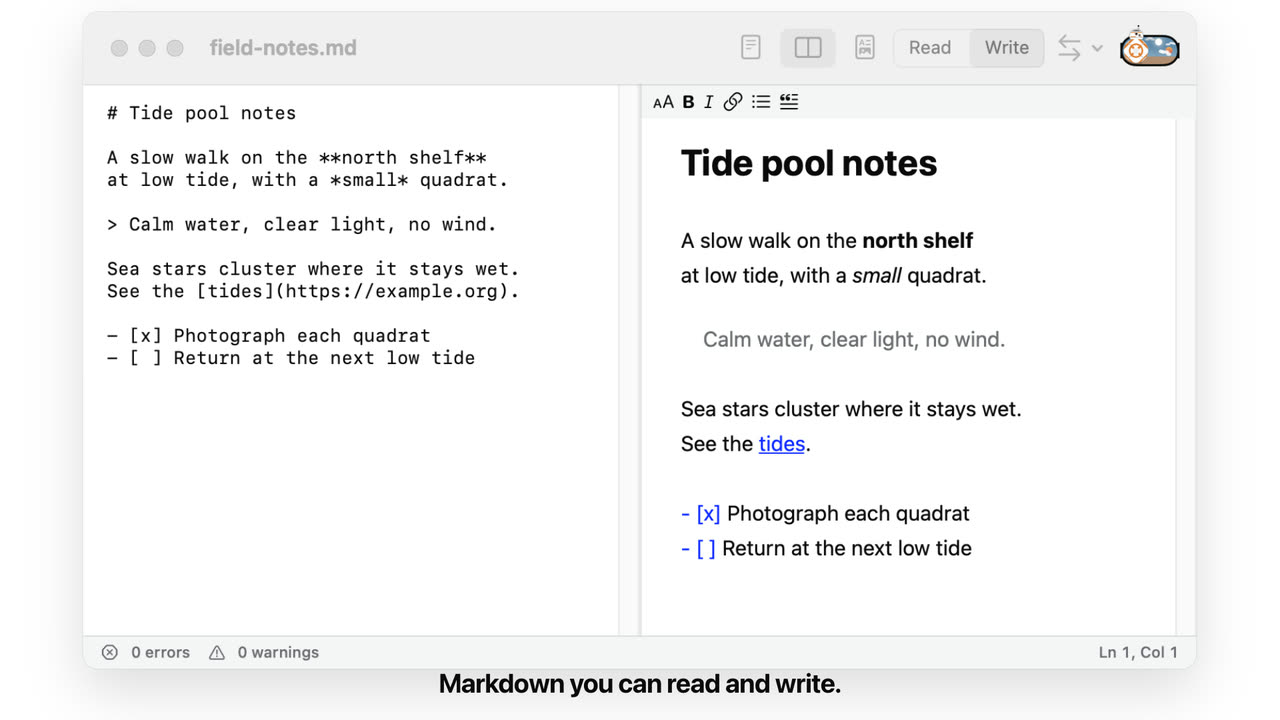 field-notes.md
Read
Write
# Tide pool notes
A slow walk on the **north shelf**
at low tide, with a *small* quadrat.
> Calm water, clear light, no wind.
Sea stars cluster where it stays wet.
See the [tides](https://example.org).
- [x] Photograph each quadrat
- [ ] Return at the next low tide
AA B I
Tide pool notes
A slow walk on the north shelf
at low tide, with a small quadrat.
Calm water, clear light, no wind.
Sea stars cluster where it stays wet.
See the tides.
- [x] Photograph each quadrat
- [ ] Return at the next low tide
0 errors
0 warnings
Ln 1, Col 1
Markdown you can read and write.